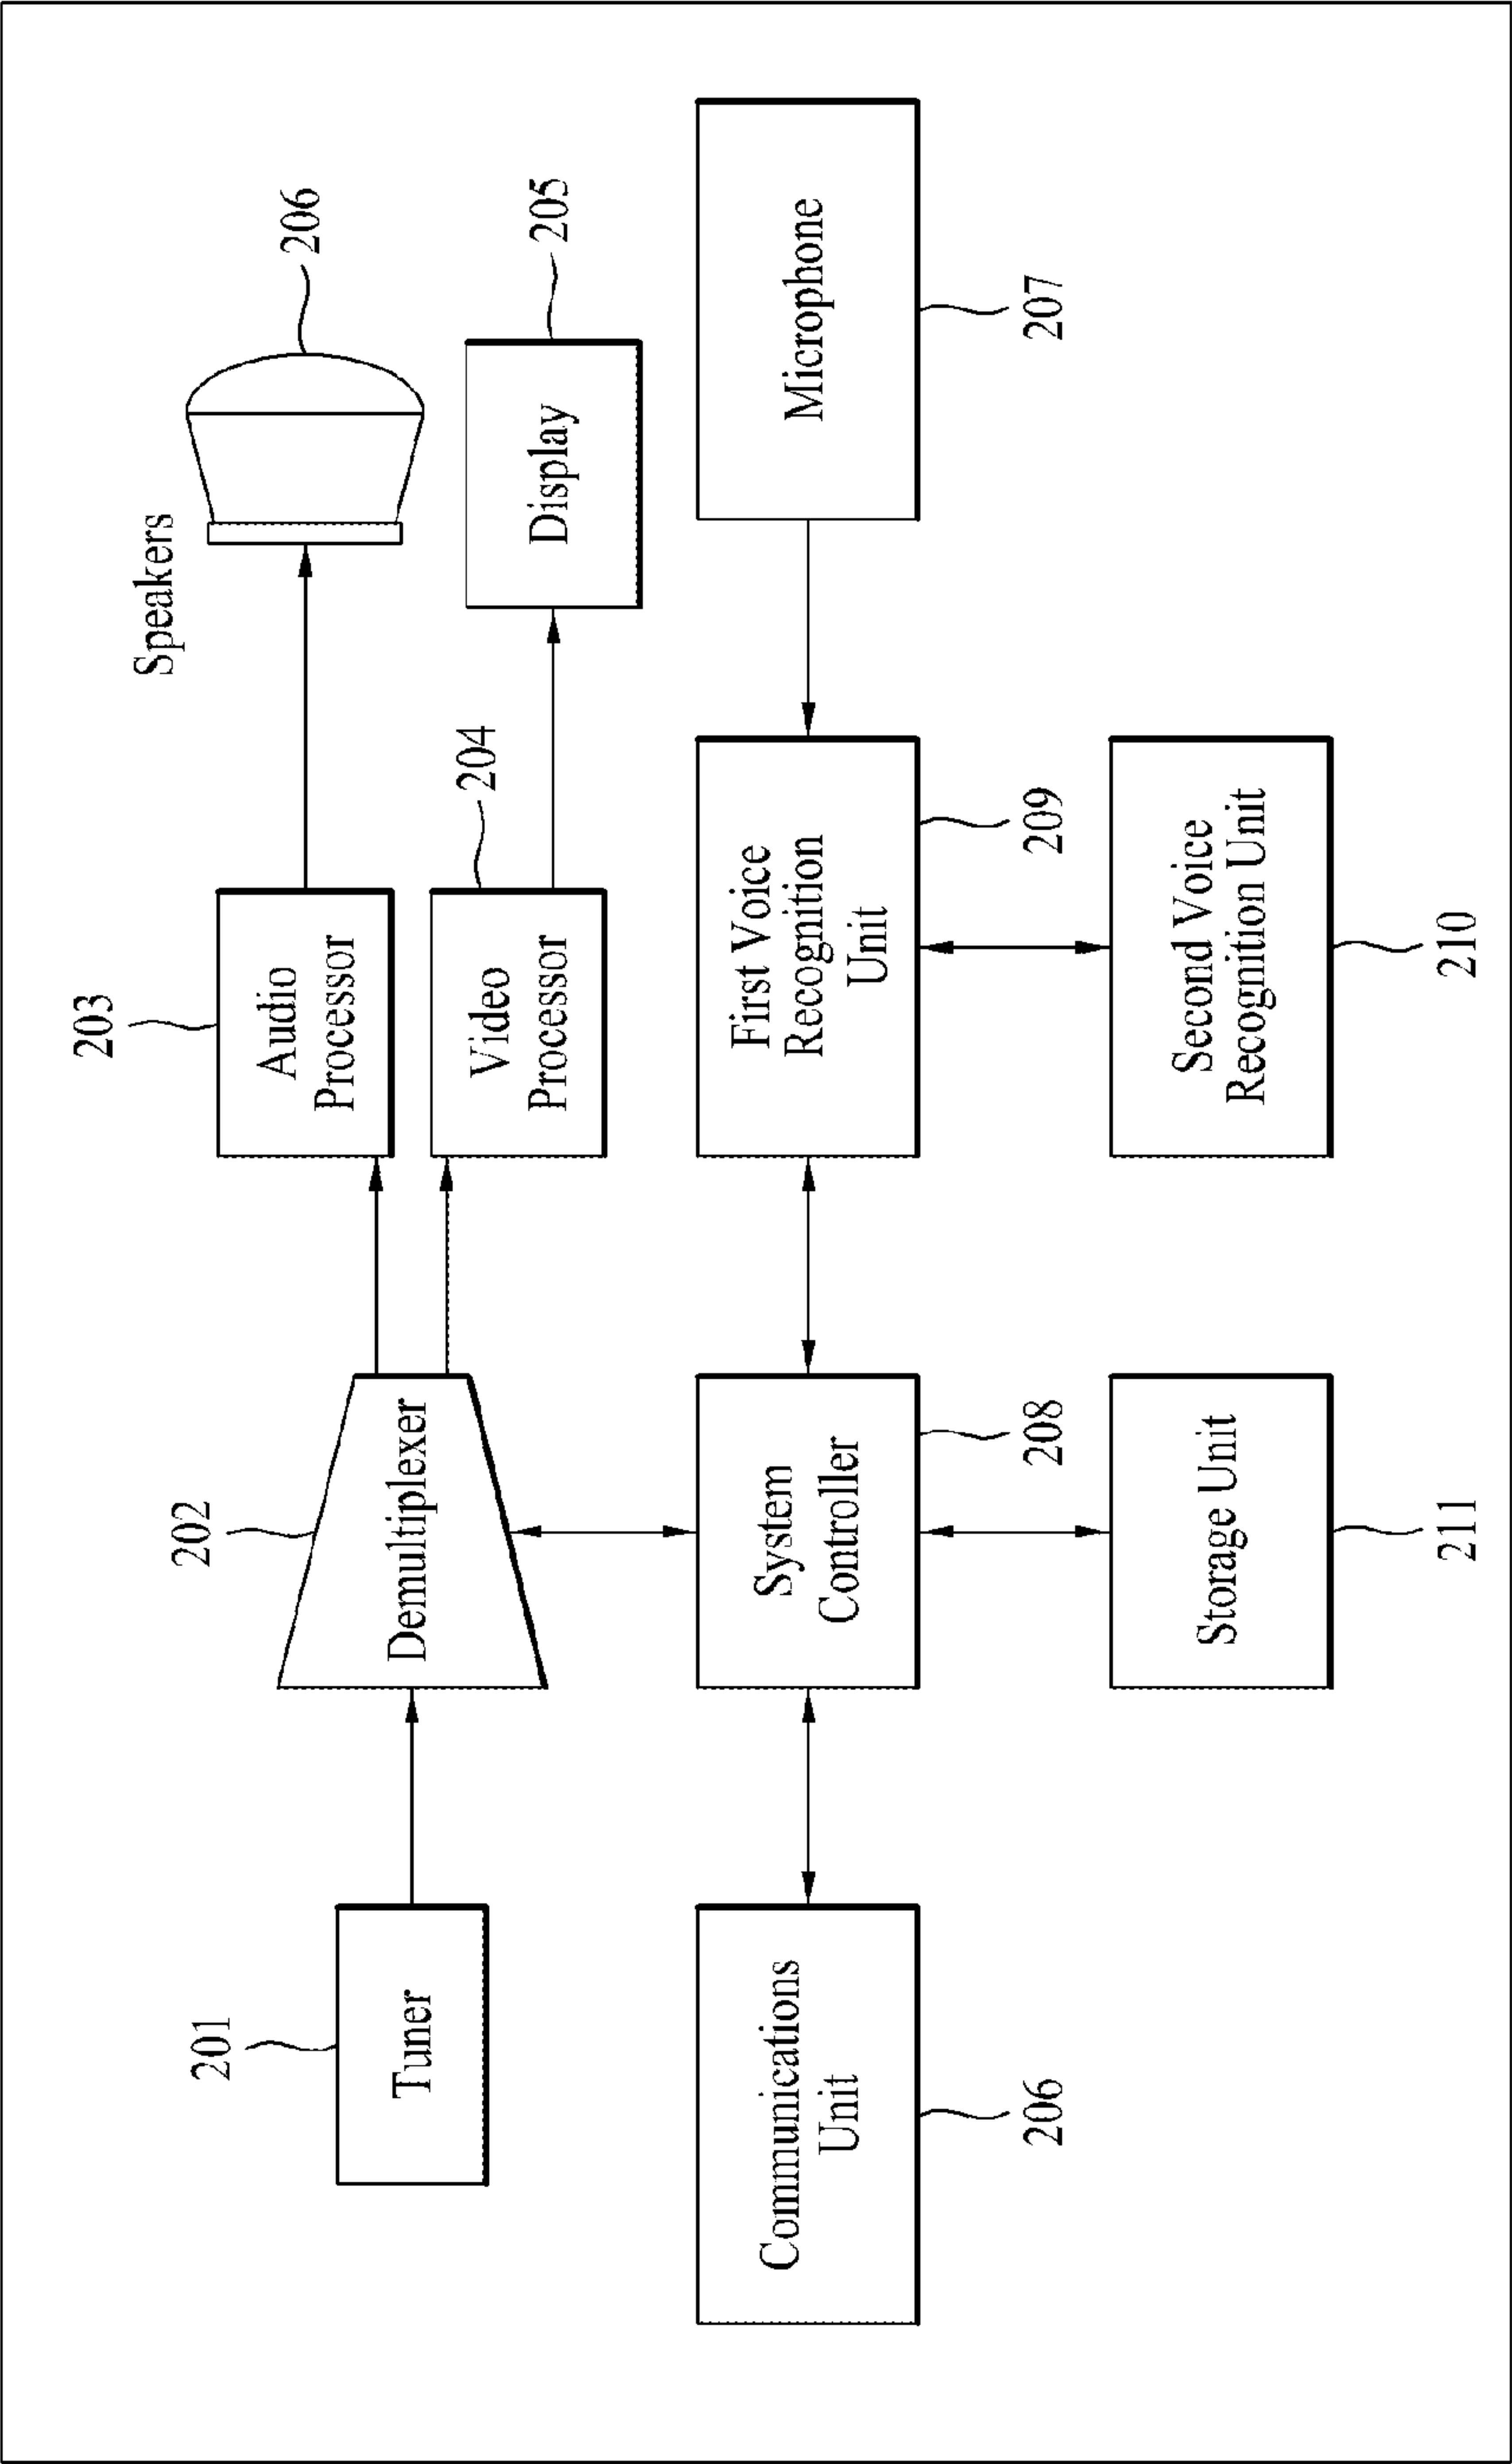 Speakers
206
203
Audio
Processor
204
Video
Processor
Display
205
202
Demultiplexer
201
Tuner
Communications
Unit
206
System
Controller
208
First Voice
Recognition
Unit
209
Microphone
207
Storage Unit
211
Second Voice
Recognition Unit
210